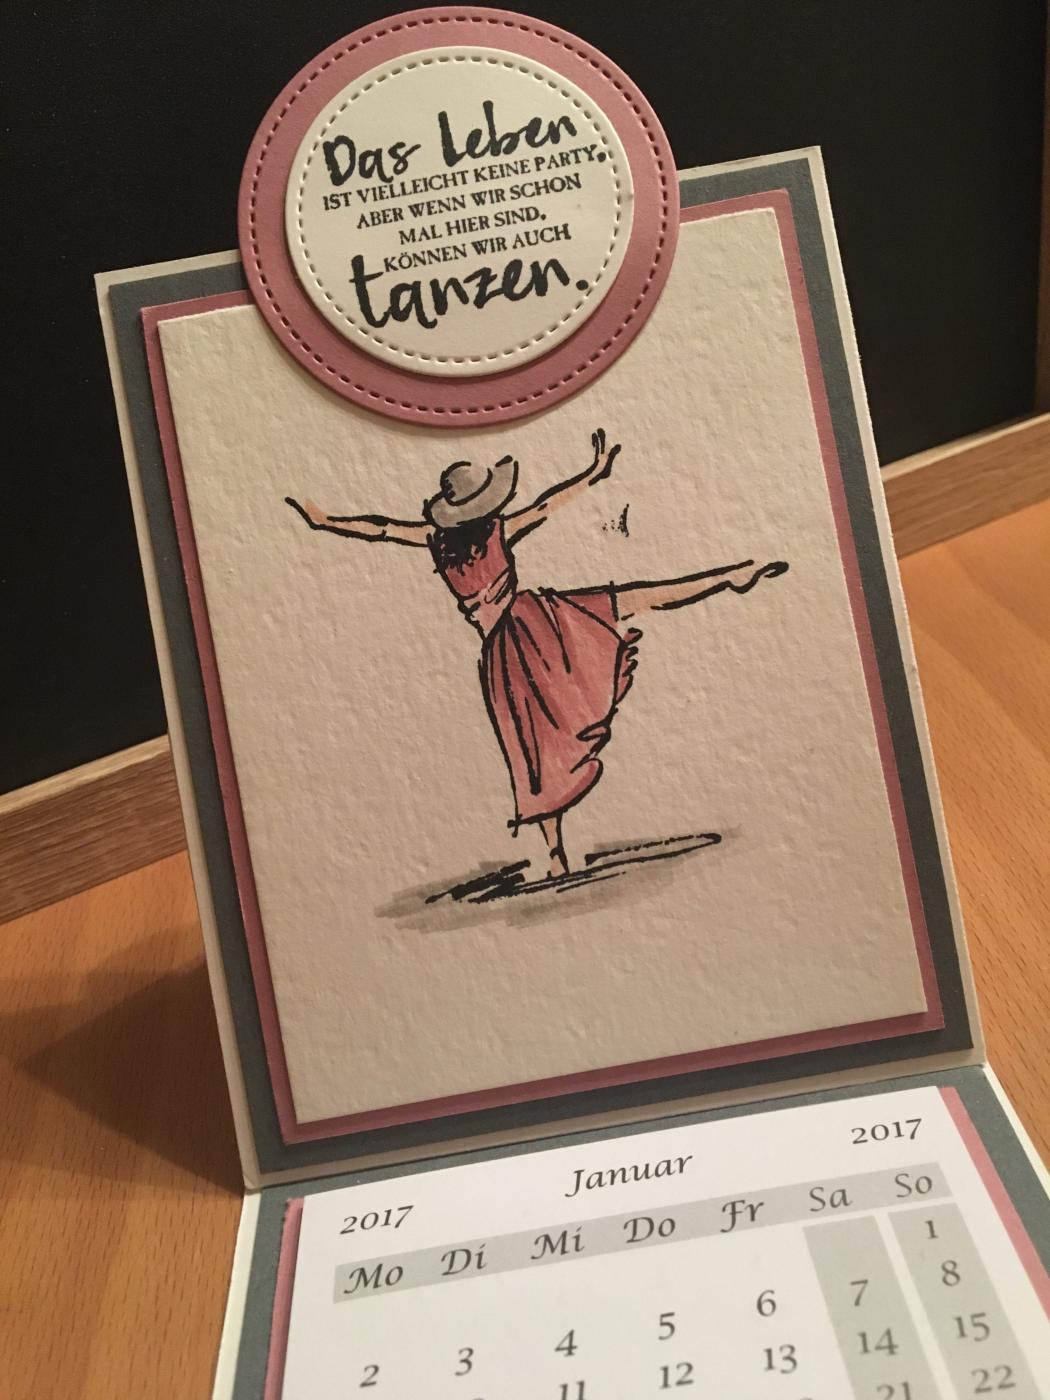 Das Leben
IST VIELLEICHT KEINE PARTY,
ABER WENN WIR SCHON
MAL HIER SIND,
KÖNNEN WIR AUCH
tanzen.
2017 Januar 2017
Mo Di Mi Do Fr Sa So
1
2 3 4 5 6 7 8
11 12 13 14 15
21 22